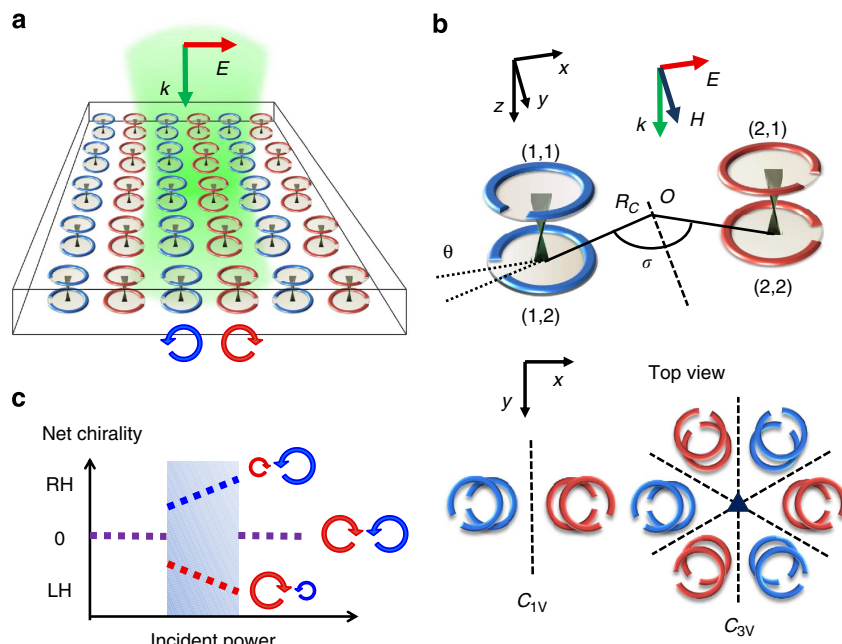 a
E
k
b
x
y
z
E
H
k
(1,1)
(2,1)
R_C
O
θ
σ
(1,2)
(2,2)
c
Net chirality
RH
0
LH
Incident power
x
y
Top view
C_1V
C_3V